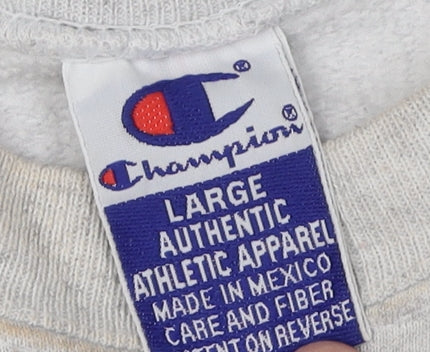 Champion®
LARGE
AUTHENTIC
ATHLETIC APPAREL
MADE IN MEXICO
CARE AND FIBER
ON REVERSE